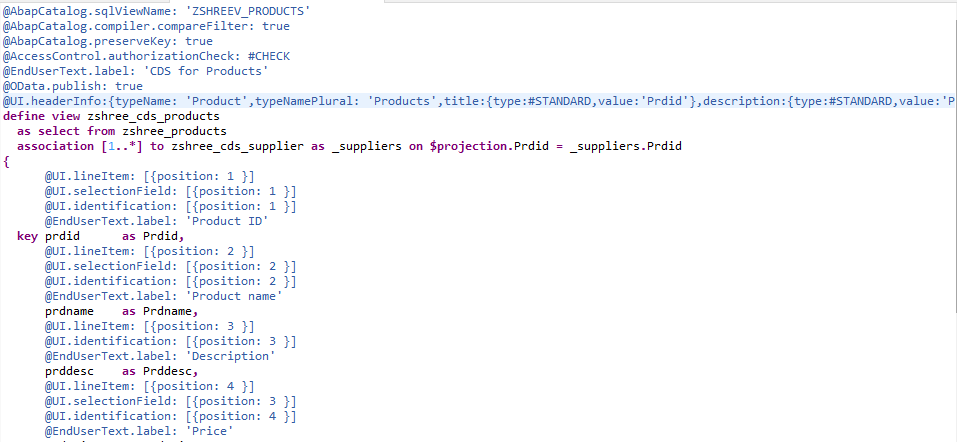 @AbapCatalog.sqlViewName: 'ZSHREEV_PRODUCTS'
@AbapCatalog.compiler.compareFilter: true
@AbapCatalog.preserveKey: true
@AccessControl.authorizationCheck: #CHECK
@EndUserText.label: 'CDS for Products'
@OData.publish: true
@UI.headerInfo:{typeName: 'Product',typeNamePlural: 'Products',title:{type:#STANDARD,value:'Prdid'},description:{type:#STANDARD,value:'P
define view zshree_cds_products
as select from zshree_products
association [1..*] to zshree_cds_supplier as _suppliers on $projection.Prdid = _suppliers.Prdid
{
@UI.lineItem: [{position: 1 }]
@UI.selectionField: [{position: 1 }]
@UI.identification: [{position: 1 }]
@EndUserText.label: 'Product ID'
key prdid as Prdid,
@UI.lineItem: [{position: 2 }]
@UI.selectionField: [{position: 2 }]
@UI.identification: [{position: 2 }]
@EndUserText.label: 'Product name'
prdname as Prdname,
@UI.lineItem: [{position: 3 }]
@UI.identification: [{position: 3 }]
@EndUserText.label: 'Description'
prddesc as Prddesc,
@UI.lineItem: [{position: 4 }]
@UI.selectionField: [{position: 3 }]
@UI.identification: [{position: 4 }]
@EndUserText.label: 'Price'